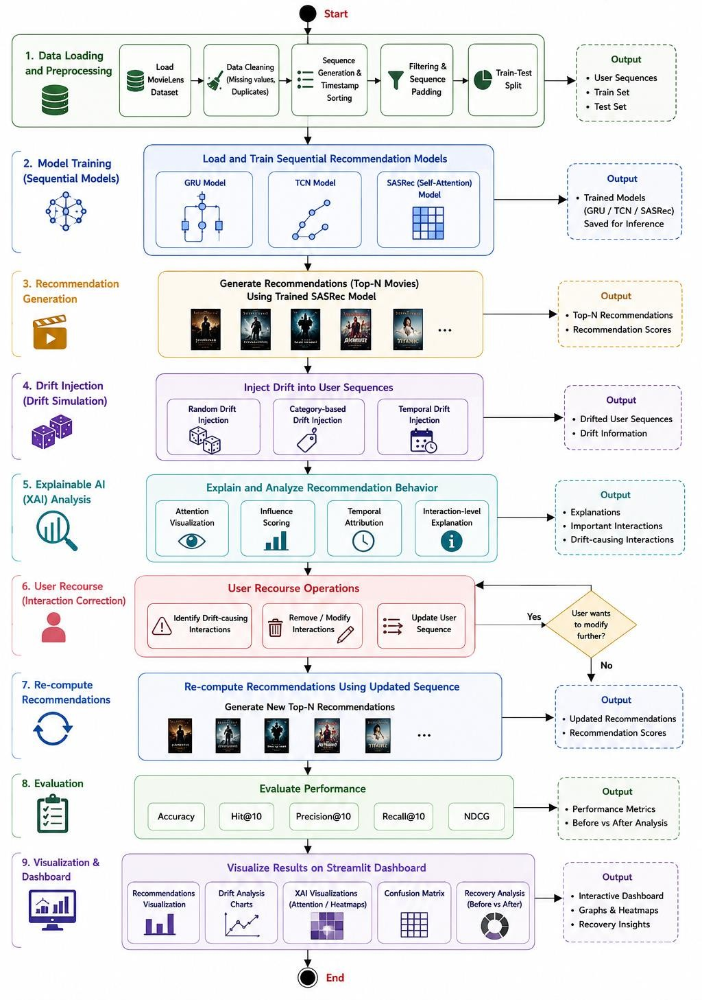 Start
1. Data Loading
and Preprocessing
Load
MovieLens
Dataset
Data Cleaning
(Missing values,
Duplicates)
Sequence
Generation &
Timestamp
Sorting
Filtering &
Sequence
Padding
Train-Test
Split
Output
• User Sequences
• Train Set
• Test Set
2. Model Training
(Sequential Models)
Load and Train Sequential Recommendation Models
GRU Model
TCN Model
SASRec (Self-Attention)
Model
Output
• Trained Models
(GRU / TCN / SASRec)
Saved for Inference
3. Recommendation
Generation
Generate Recommendations (Top-N Movies)
Using Trained SASRec Model
TITANIC
...
Output
• Top-N Recommendations
• Recommendation Scores
4. Drift Injection
(Drift Simulation)
Inject Drift into User Sequences
Random Drift
Injection
Category-based
Drift Injection
Temporal Drift
Injection
Output
• Drifted User Sequences
• Drift Information
5. Explainable AI
(XAI) Analysis
Explain and Analyze Recommendation Behavior
Attention
Visualization
Influence
Scoring
Temporal
Attribution
Interaction-level
Explanation
i
Output
• Explanations
• Important Interactions
• Drift-causing Interactions
6. User Recourse
(Interaction Correction)
User Recourse Operations
Identify Drift-causing
Interactions
Remove / Modify
Interactions
Update User
Sequence
Yes
User wants
to modify
further?
No
7. Re-compute
Recommendations
Re-compute Recommendations Using Updated Sequence
Generate New Top-N Recommendations
TITANIC
...
Output
• Updated Recommendations
• Recommendation Scores
8. Evaluation
Evaluate Performance
Accuracy
Hit@10
Precision@10
Recall@10
NDCG
Output
• Performance Metrics
• Before vs After Analysis
9. Visualization &
Dashboard
Visualize Results on Streamlit Dashboard
Recommendations
Visualization
Drift Analysis
Charts
XAI Visualizations
(Attention / Heatmaps)
Confusion Matrix
Recovery Analysis
(Before vs After)
Output
• Interactive Dashboard
• Graphs & Heatmaps
• Recovery Insights
End